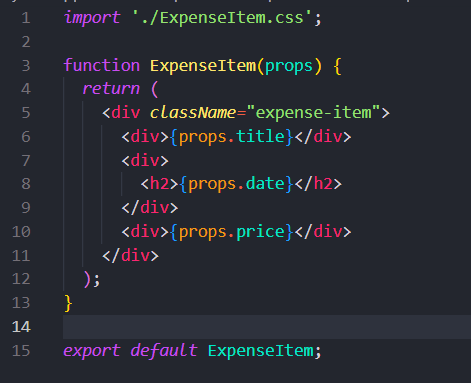 1 import './ExpenseItem.css';
2
3 function ExpenseItem(props) {
4 return (
5 <div className="expense-item">
6 <div>{props.title}</div>
7 <div>
8 <h2>{props.date}</h2>
9 </div>
10 <div>{props.price}</div>
11 </div>
12 );
13 }
14
15 export default ExpenseItem;